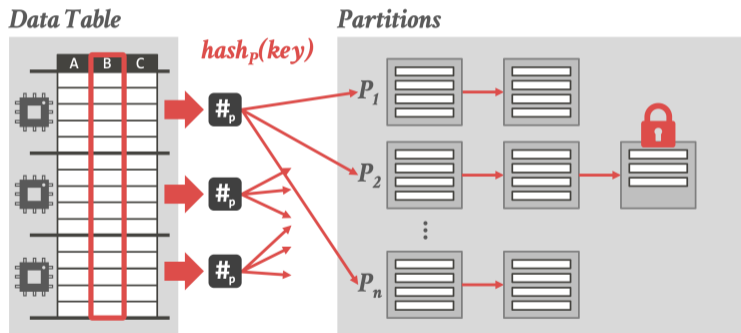 Data Table
Partitions
hashP(key)
A B C
#p
P1
#p
P2
⋮
#p
Pn